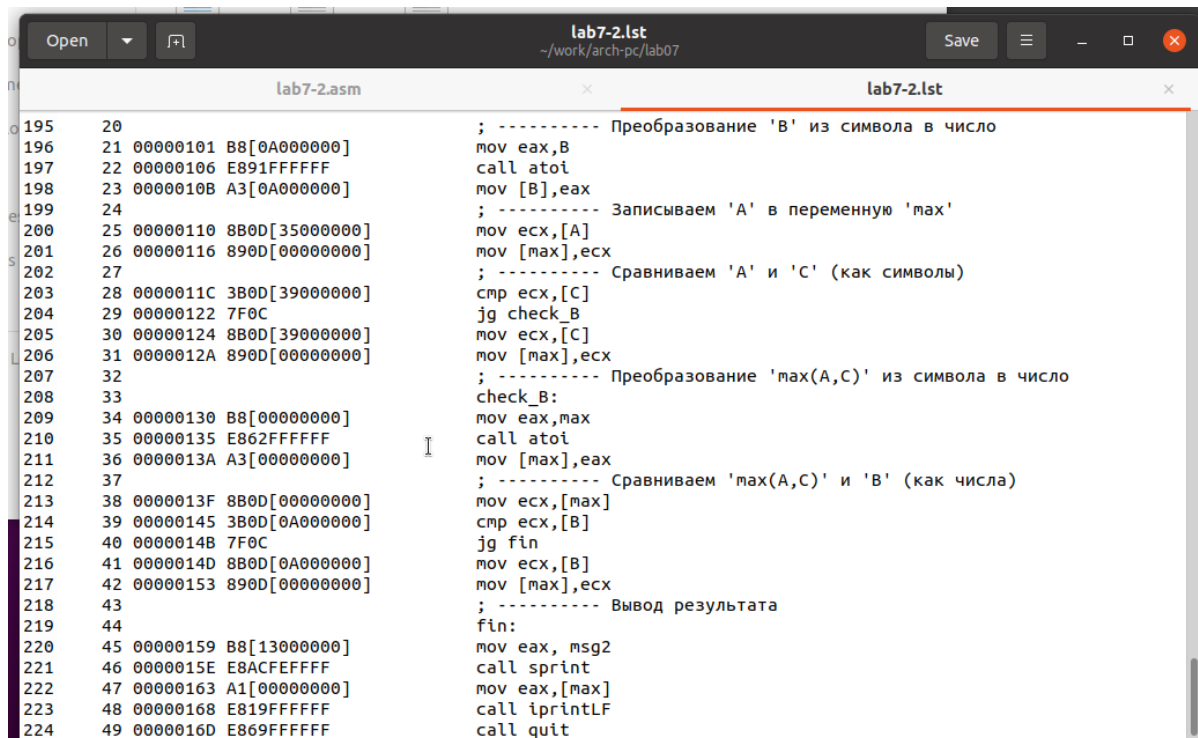 Open
lab7-2.lst
~/work/arch-pc/lab07
Save
lab7-2.asm
lab7-2.lst
195 20 ; ---------- Преобразование 'B' из символа в число
196 21 00000101 B8[0A000000] mov eax,B
197 22 00000106 E891FFFFFF call atoi
198 23 0000010B A3[0A000000] mov [B],eax
199 24 ; ---------- Записываем 'A' в переменную 'max'
200 25 00000110 8B0D[35000000] mov ecx,[A]
201 26 00000116 890D[00000000] mov [max],ecx
202 27 ; ---------- Сравниваем 'A' и 'С' (как символы)
203 28 0000011C 3B0D[39000000] cmp ecx,[C]
204 29 00000122 7F0C jg check_B
205 30 00000124 8B0D[39000000] mov ecx,[C]
206 31 0000012A 890D[00000000] mov [max],ecx
207 32 ; ---------- Преобразование 'max(A,C)' из символа в число
208 33 check_B:
209 34 00000130 B8[00000000] mov eax,max
210 35 00000135 E862FFFFFF call atoi
211 36 0000013A A3[00000000] mov [max],eax
212 37 ; ---------- Сравниваем 'max(A,C)' и 'B' (как числа)
213 38 0000013F 8B0D[00000000] mov ecx,[max]
214 39 00000145 3B0D[0A000000] cmp ecx,[B]
215 40 0000014B 7F0C jg fin
216 41 0000014D 8B0D[0A000000] mov ecx,[B]
217 42 00000153 890D[00000000] mov [max],ecx
218 43 ; ---------- Вывод результата
219 44 fin:
220 45 00000159 B8[13000000] mov eax, msg2
221 46 0000015E E8ACFEFFFF call sprint
222 47 00000163 A1[00000000] mov eax,[max]
223 48 00000168 E819FFFFFF call iprintLF
224 49 0000016D E869FFFFFF call quit